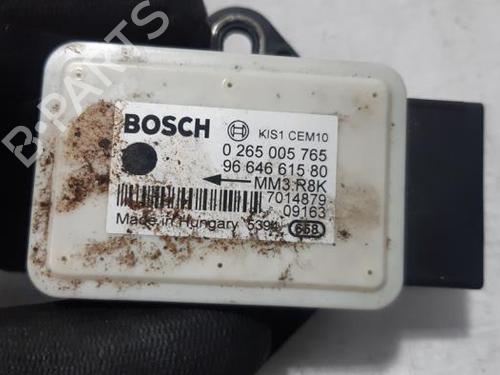 B-PARTS
BOSCH
KIS1 CEM10
0 265 005 765
96 646 615 80
MM3.R8K
7014879
09163
Made in Hungary 5394
668